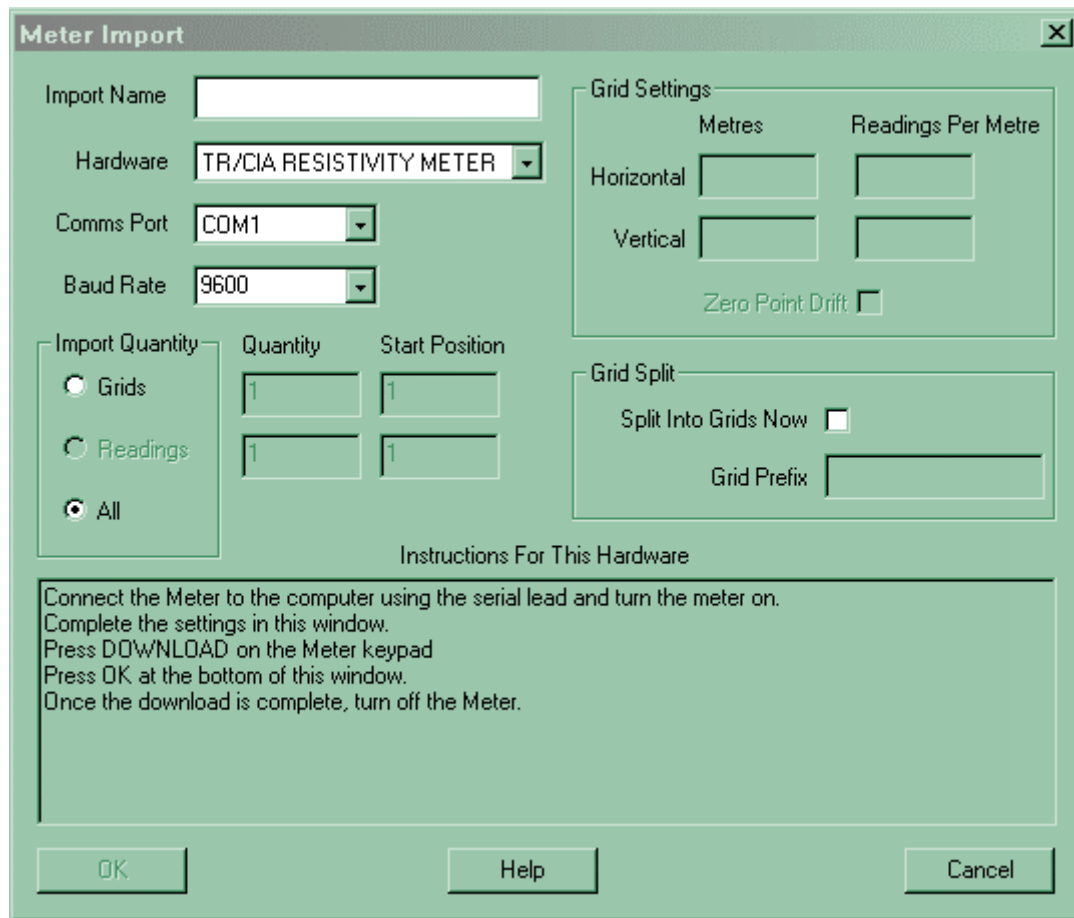 Meter Import
Import Name
Hardware TR/CIA RESISTIVITY METER
Comms Port COM1
Baud Rate 9600
Import Quantity Quantity Start Position
Grids 1 1
Readings 1 1
All
Grid Settings
Metres Readings Per Metre
Horizontal
Vertical
Zero Point Drift
Grid Split
Split Into Grids Now
Grid Prefix
Instructions For This Hardware
Connect the Meter to the computer using the serial lead and turn the meter on.
Complete the settings in this window.
Press DOWNLOAD on the Meter keypad
Press OK at the bottom of this window.
Once the download is complete, turn off the Meter.
OK Help Cancel